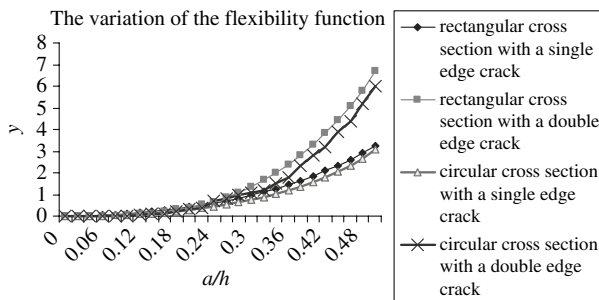 The variation of the flexibility function
8
7
6
5
4
3
2
1
0
y
0
0.06
0.12
0.18
0.24
0.3
0.36
0.42
0.48
a/h
rectangular cross
section with a single
edge crack
rectangular cross
section with a double
edge crack
circular cross section
with a single edge
crack
circular cross section
with a double edge
crack